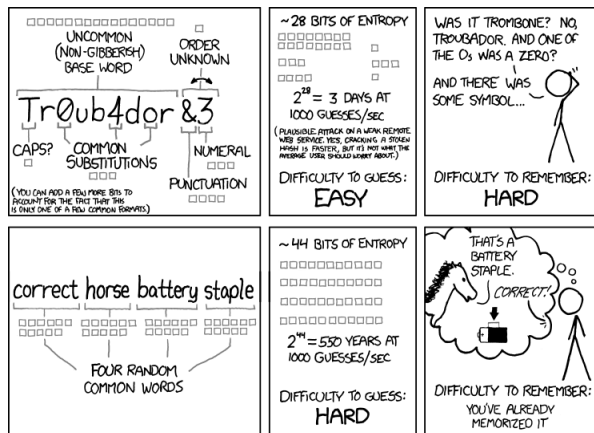 UNCOMMON
(NON-GIBBERISH)
BASE WORD
ORDER
UNKNOWN
Tr0ub4dor &3
CAPS?
COMMON
SUBSTITUTIONS
NUMERAL
PUNCTUATION
(YOU CAN ADD A FEW MORE BITS TO
ACCOUNT FOR THE FACT THAT THIS
IS ONLY ONE OF A FEW COMMON FORMATS.)
~28 BITS OF ENTROPY
2^28 = 3 DAYS AT
1000 GUESSES/SEC
(PLAUSIBLE ATTACK ON A WEAK REMOTE
WEB SERVICE. YES, CRACKING A STOLEN
HASH IS FASTER, BUT IT'S NOT WHAT THE
AVERAGE USER SHOULD WORRY ABOUT.)
DIFFICULTY TO GUESS:
EASY
WAS IT TROMBONE? NO,
TROUBADOR. AND ONE OF
THE Os WAS A ZERO?
AND THERE WAS
SOME SYMBOL...
DIFFICULTY TO REMEMBER:
HARD
correct horse battery staple
FOUR RANDOM
COMMON WORDS
~44 BITS OF ENTROPY
2^44 = 550 YEARS AT
1000 GUESSES/SEC
DIFFICULTY TO GUESS:
HARD
THAT'S A
BATTERY
STAPLE.
CORRECT!
DIFFICULTY TO REMEMBER:
YOU'VE ALREADY
MEMORIZED IT